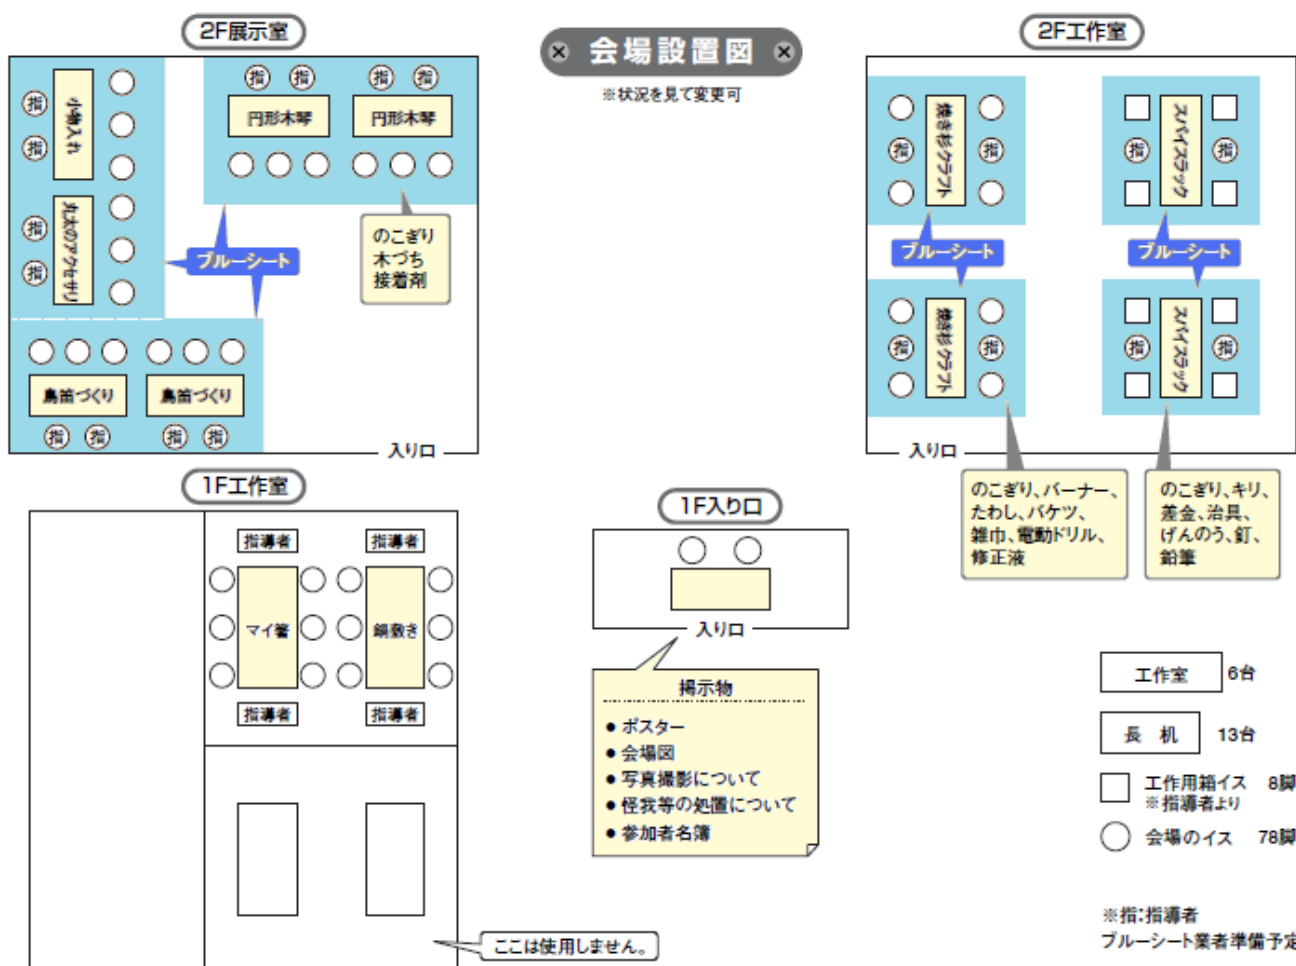 会場設置図
※状況を見て変更可
2F展示室
指
指
指
指
円形木琴
円形木琴
指
指
小物入れ
指
指
丸太のアクセサリ
ブルーシート
のこぎり
木づち
接着剤
鳥笛づくり
鳥笛づくり
指
指
指
指
入り口
2F工作室
焼き杉クラフト
指
指
スパイスラック
指
指
ブルーシート
ブルーシート
焼き杉クラフト
指
指
スパイスラック
指
指
入り口
のこぎり、バーナー、
たわし、バケツ、
雑巾、電動ドリル、
修正液
のこぎり、キリ、
差金、治具、
げんのう、釘、
鉛筆
1F工作室
指導者
指導者
マイ箸
鍋敷き
指導者
指導者
ここは使用しません。
1F入り口
入り口
掲示物
●ポスター
●会場図
●写真撮影について
●怪我等の処置について
●参加者名簿
工作室 6台
長 机 13台
工作用箱イス 8脚
※指導者より
会場のイス 78脚
※指:指導者
ブルーシート業者準備予定